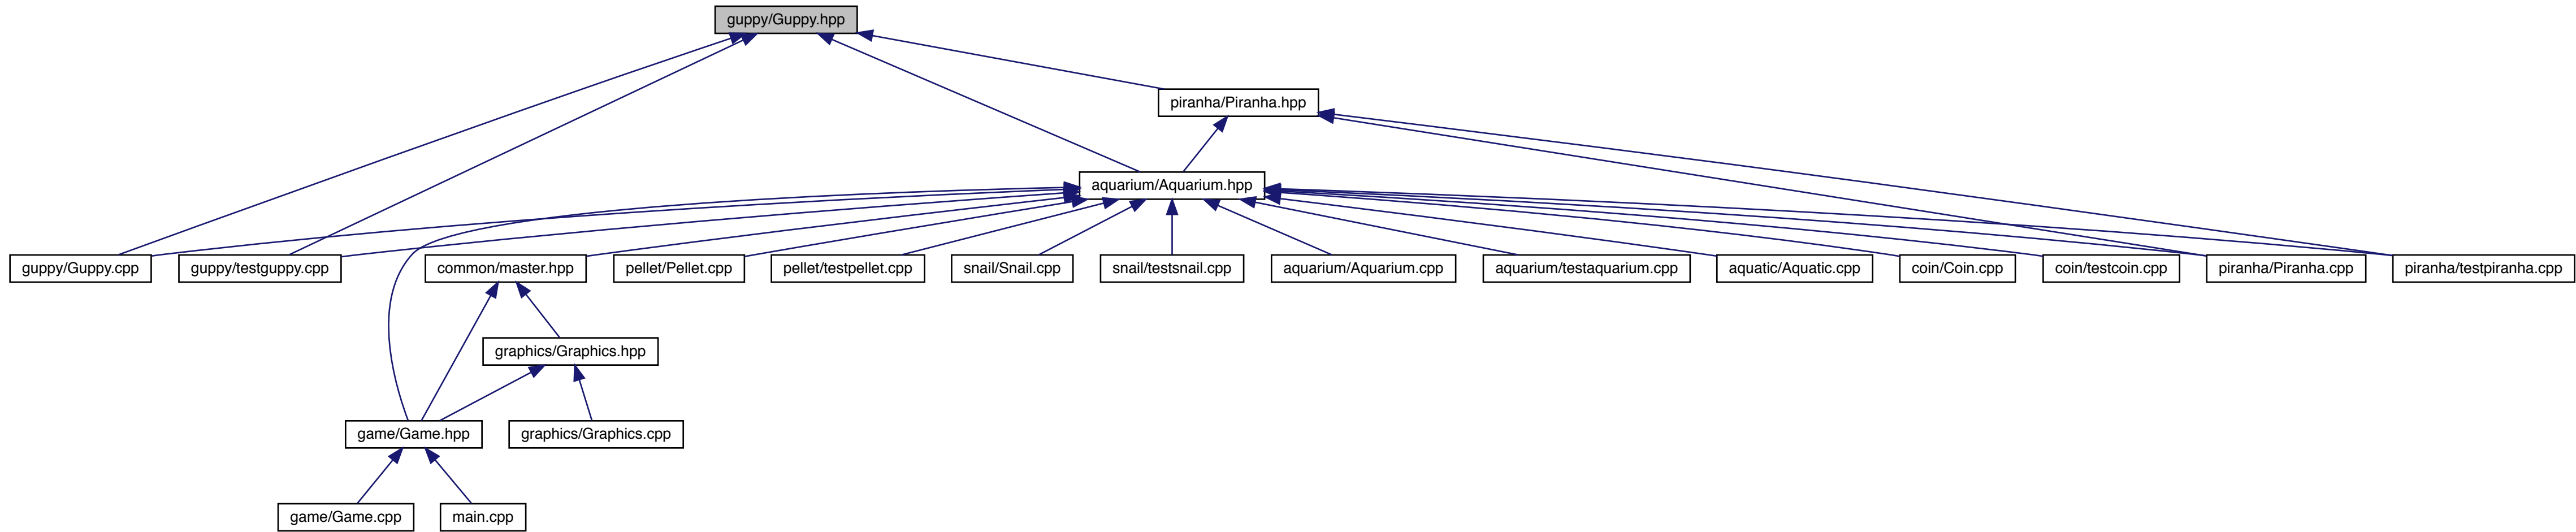 guppy/Guppy.hpp
piranha/Piranha.hpp
aquarium/Aquarium.hpp
guppy/Guppy.cpp
guppy/testguppy.cpp
common/master.hpp
pellet/Pellet.cpp
pellet/testpellet.cpp
snail/Snail.cpp
snail/testsnail.cpp
aquarium/Aquarium.cpp
aquarium/testaquarium.cpp
aquatic/Aquatic.cpp
coin/Coin.cpp
coin/testcoin.cpp
piranha/Piranha.cpp
piranha/testpiranha.cpp
graphics/Graphics.hpp
game/Game.hpp
graphics/Graphics.cpp
game/Game.cpp
main.cpp